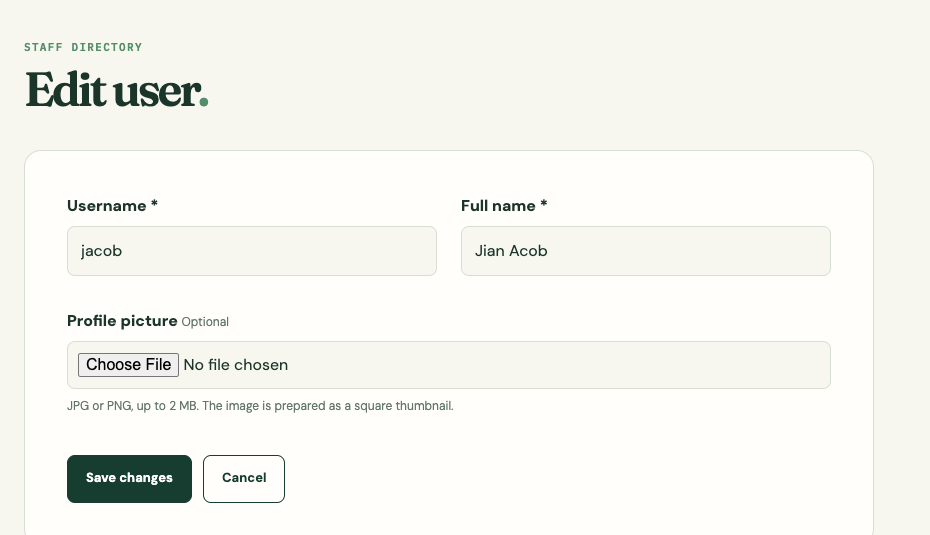 STAFF DIRECTORY
Edit user.
Username *
Full name *
jacob
Jian Acob
Profile picture Optional
Choose File No file chosen
JPG or PNG, up to 2 MB. The image is prepared as a square thumbnail.
Save changes
Cancel